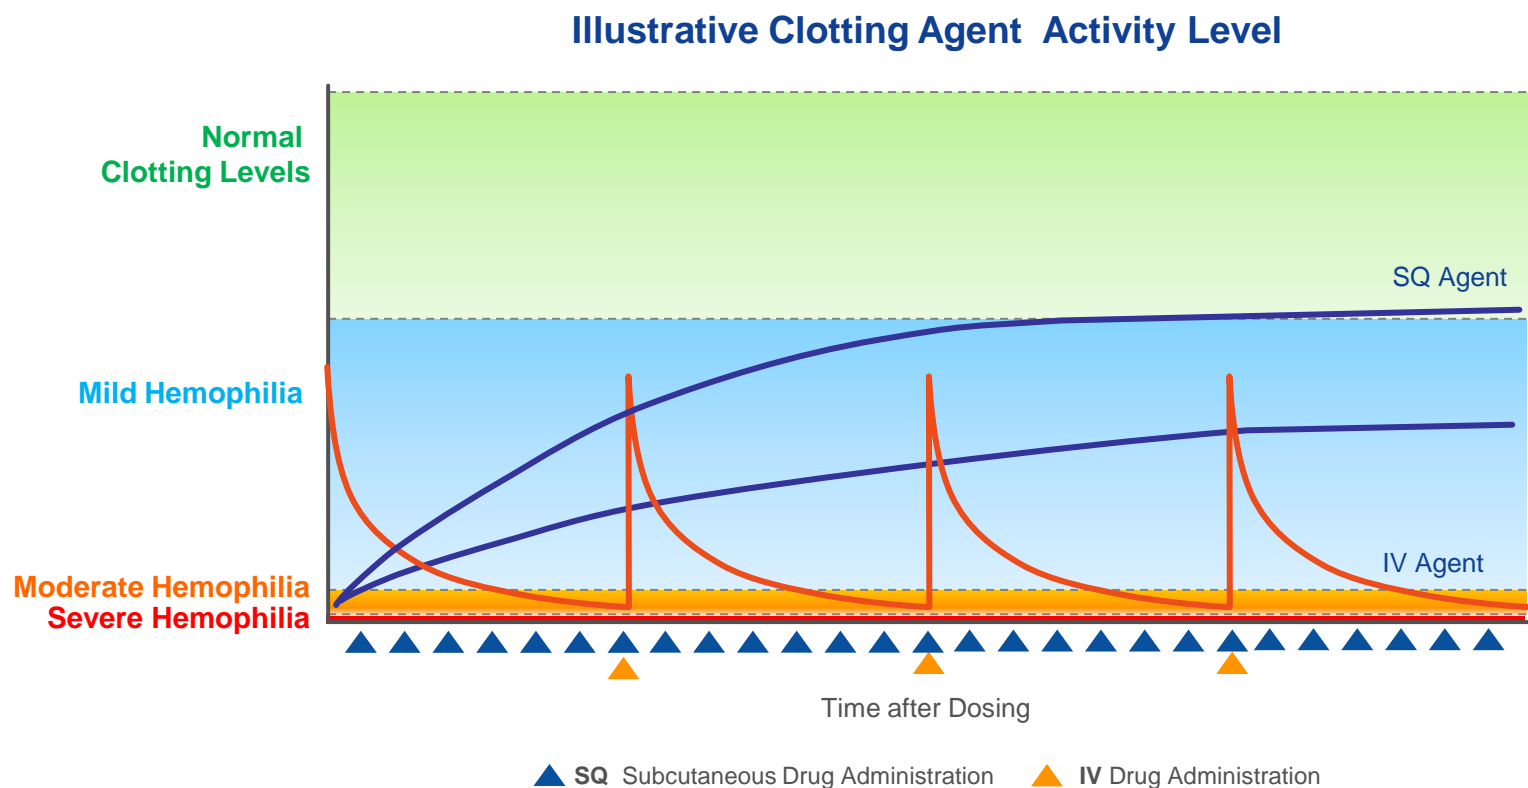 Illustrative Clotting Agent Activity Level
Normal
Clotting Levels
SQ Agent
Mild Hemophilia
IV Agent
Moderate Hemophilia
Severe Hemophilia
Time after Dosing
SQ Subcutaneous Drug Administration
IV Drug Administration